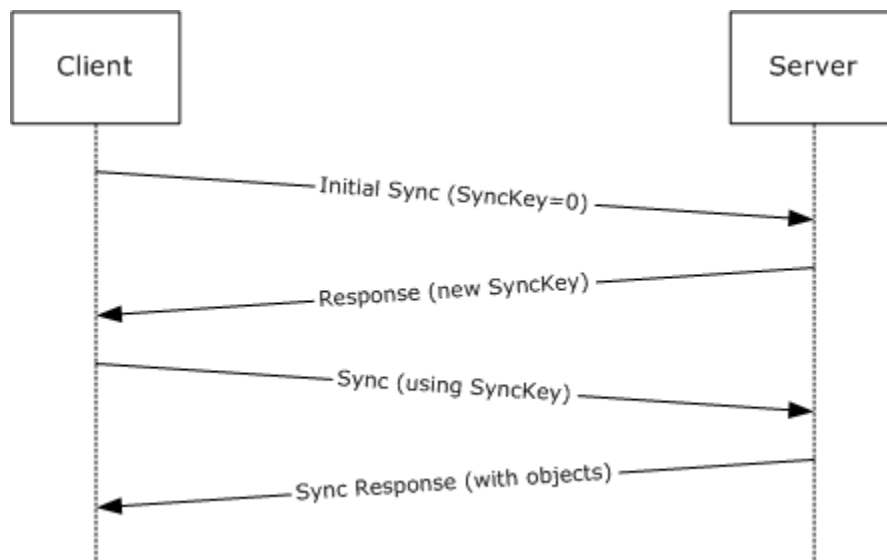 Client
Server
Initial Sync (SyncKey=0)
Response (new SyncKey)
Sync (using SyncKey)
Sync Response (with objects)